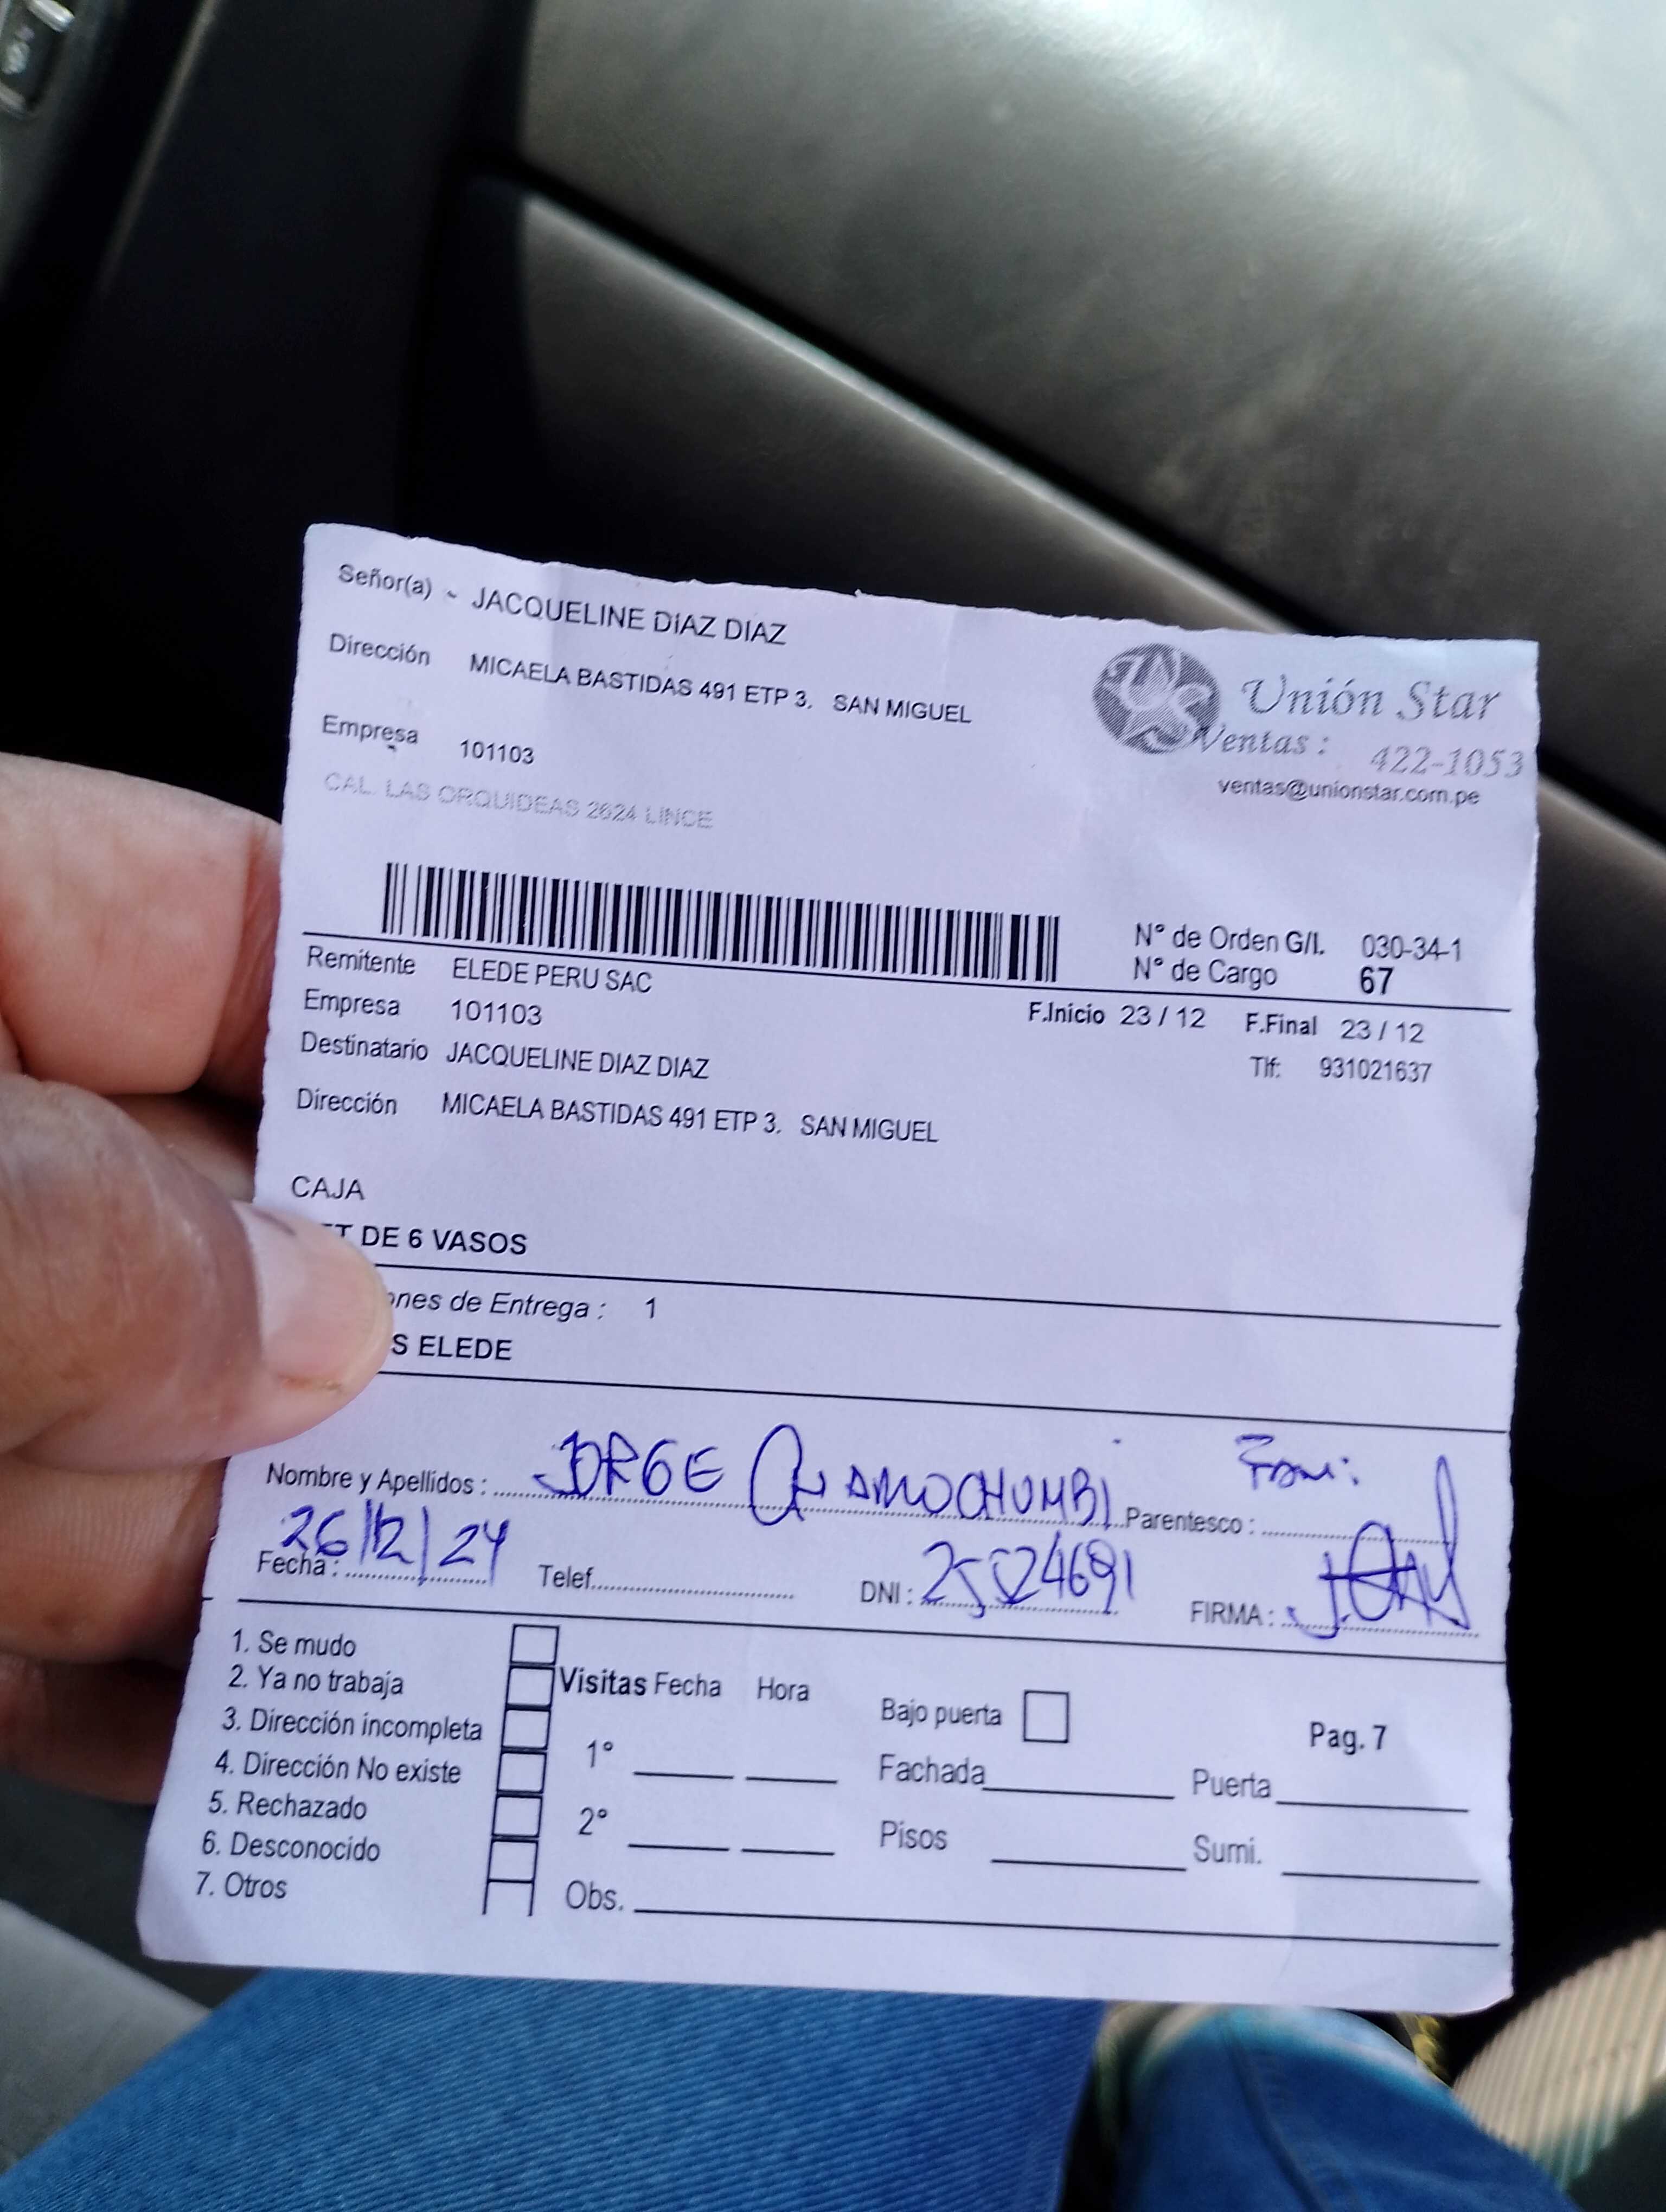 Señor(a) ~ JACQUELINE DIAZ DIAZ
Dirección MICAELA BASTIDAS 491 ETP 3. SAN MIGUEL
Empresa 101103
CAL. LAS ORQUIDEAS 2624 LINCE
Unión Star
Ventas : 422-1053
ventas@unionstar.com.pe
N° de Orden G/I. 030-34-1
N° de Cargo 67
Remitente ELEDE PERU SAC
Empresa 101103
F.Inicio 23 / 12 F.Final 23 / 12
Destinatario JACQUELINE DIAZ DIAZ
Tlf: 931021637
Dirección MICAELA BASTIDAS 491 ETP 3. SAN MIGUEL
CAJA
DE 6 VASOS
de Entrega : 1
ELEDE
Nombre y Apellidos : JORGE Parentesco :
Fecha : 26/12/24 Telef. DNI : FIRMA :
1. Se mudo
2. Ya no trabaja
3. Dirección incompleta
4. Dirección No existe
5. Rechazado
6. Desconocido
7. Otros
Visitas Fecha Hora
1°
2°
Obs.
Bajo puerta
Fachada Puerta
Pisos Sumi.
Pag. 7